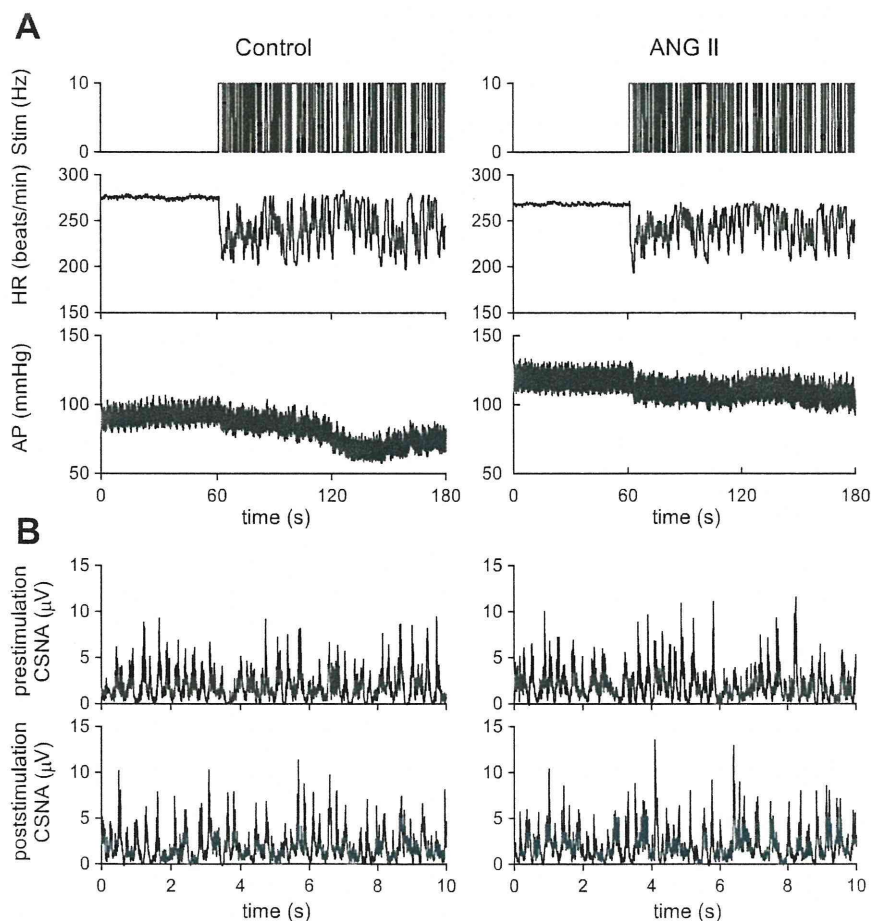 A
Control
ANG II
Stim (Hz)
10
0
10
0
HR (beats/min)
300
250
200
150
300
250
200
150
AP (mmHg)
150
100
50
150
100
50
0 60 120 180
0 60 120 180
time (s)
time (s)
B
prestimulation
CSNA (μV)
15
10
5
0
15
10
5
0
poststimulation
CSNA (μV)
15
10
5
0
15
10
5
0
0 2 4 6 8 10
0 2 4 6 8 10
time (s)
time (s)